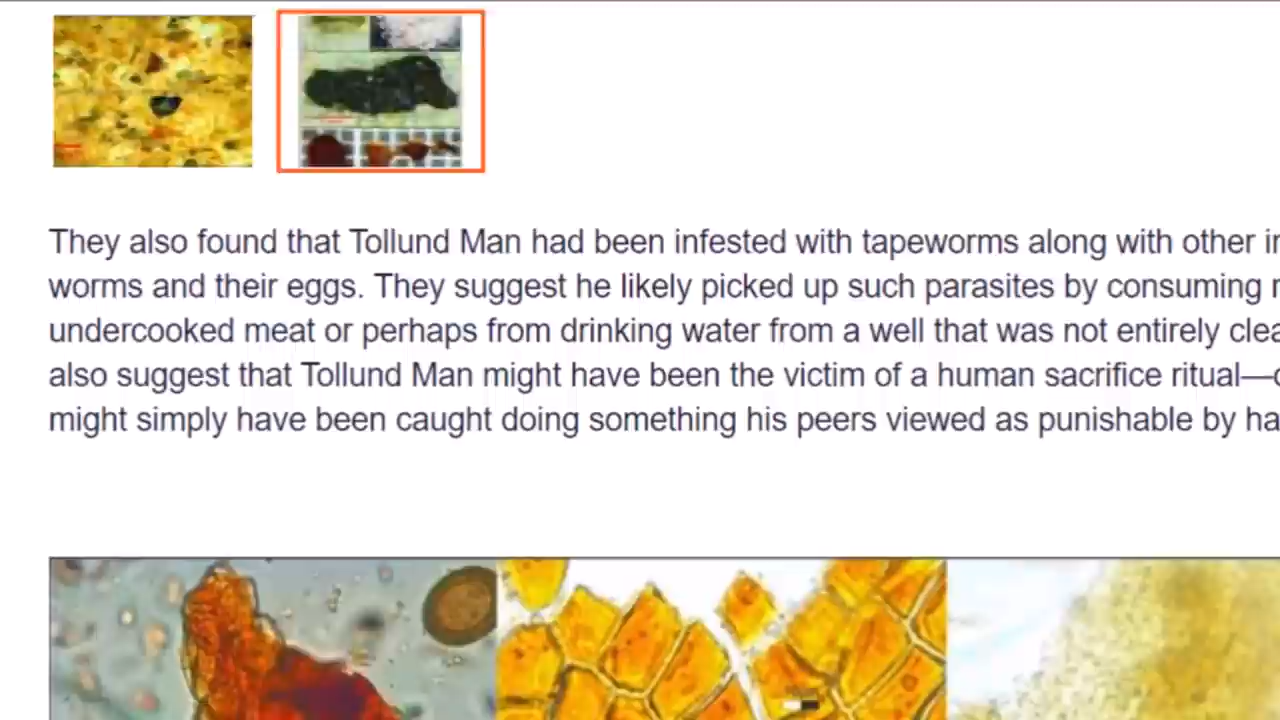 They also found that Tollund Man had been infested with tapeworms along with other
worms and their eggs. They suggest he likely picked up such parasites by consuming
undercooked meat or perhaps from drinking water from a well that was not entirely
also suggest that Tollund Man might have been the victim of a human sacrifice ritual—
might simply have been caught doing something his peers viewed as punishable by